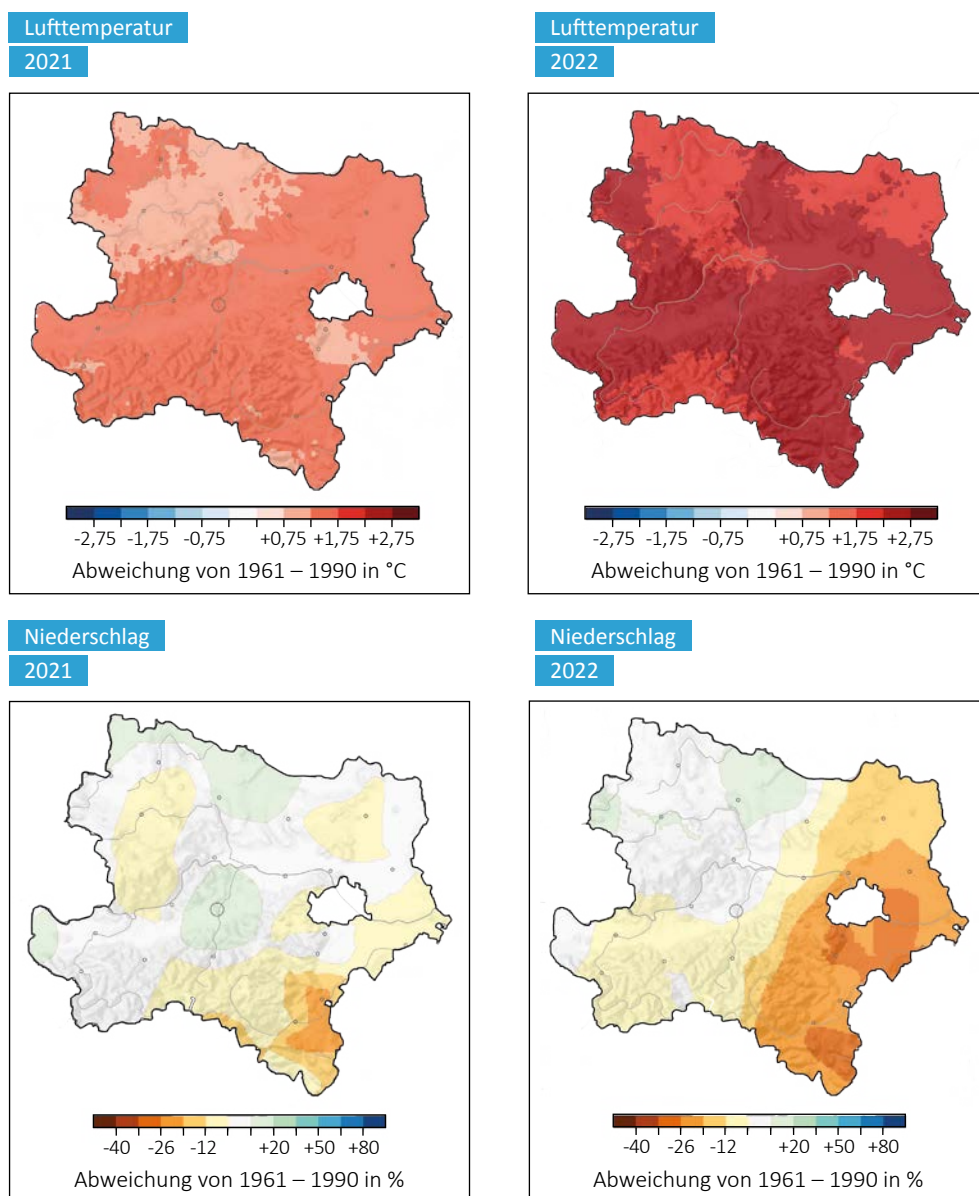 Lufttemperatur
2021
-2,75 -1,75 -0,75 +0,75 +1,75 +2,75
Abweichung von 1961 – 1990 in °C
Lufttemperatur
2022
-2,75 -1,75 -0,75 +0,75 +1,75 +2,75
Abweichung von 1961 – 1990 in °C
Niederschlag
2021
-40 -26 -12 +20 +50 +80
Abweichung von 1961 – 1990 in %
Niederschlag
2022
-40 -26 -12 +20 +50 +80
Abweichung von 1961 – 1990 in %